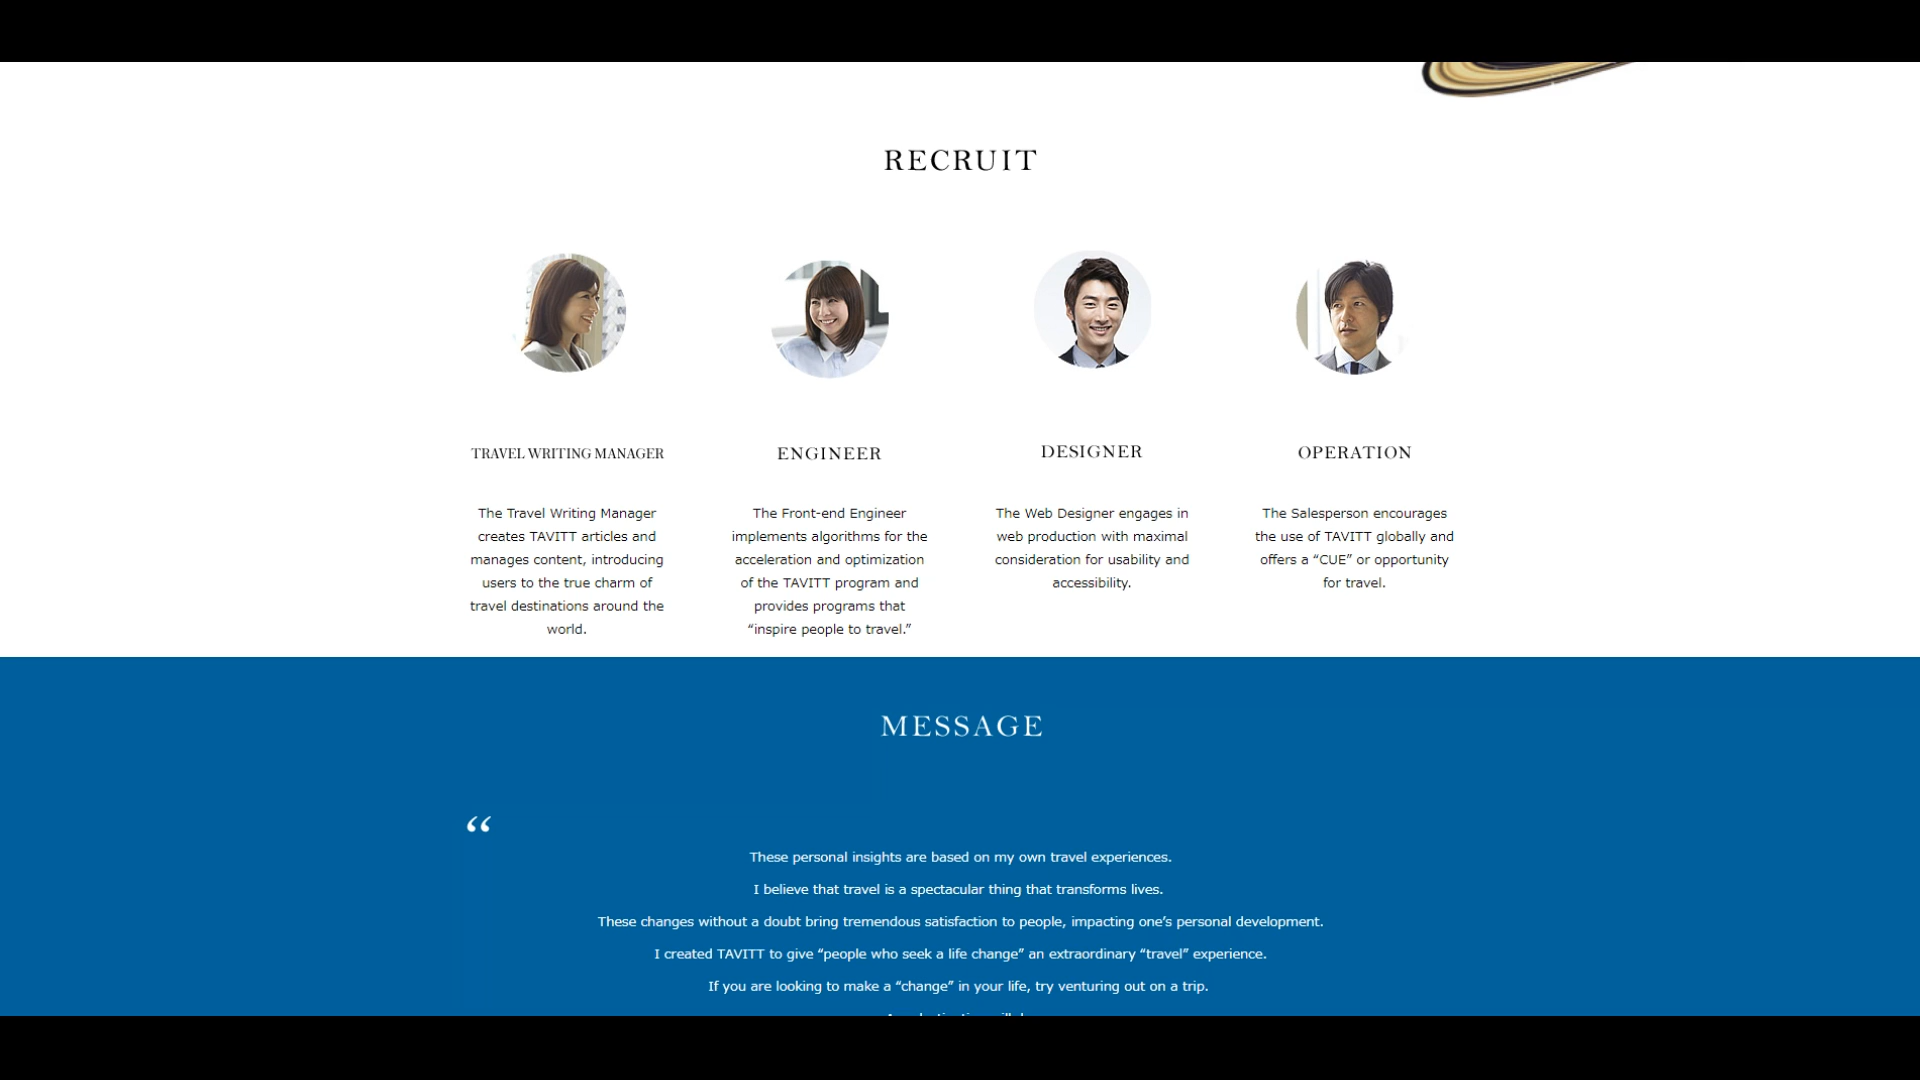 RECRUIT
TRAVEL WRITING MANAGER
The Travel Writing Manager
creates TAVITT articles and
manages content, introducing
users to the true charm of
travel destinations around the
world.
ENGINEER
The Front-end Engineer
implements algorithms for the
acceleration and optimization
of the TAVITT program and
provides programs that
“inspire people to travel.”
DESIGNER
The Web Designer engages in
web production with maximal
consideration for usability and
accessibility.
OPERATION
The Salesperson encourages
the use of TAVITT globally and
offers a “CUE” or opportunity
for travel.
MESSAGE
“
These personal insights are based on my own travel experiences.
I believe that travel is a spectacular thing that transforms lives.
These changes without a doubt bring tremendous satisfaction to people, impacting one’s personal development.
I created TAVITT to give “people who seek a life change” an extraordinary “travel” experience.
If you are looking to make a “change” in your life, try venturing out on a trip.